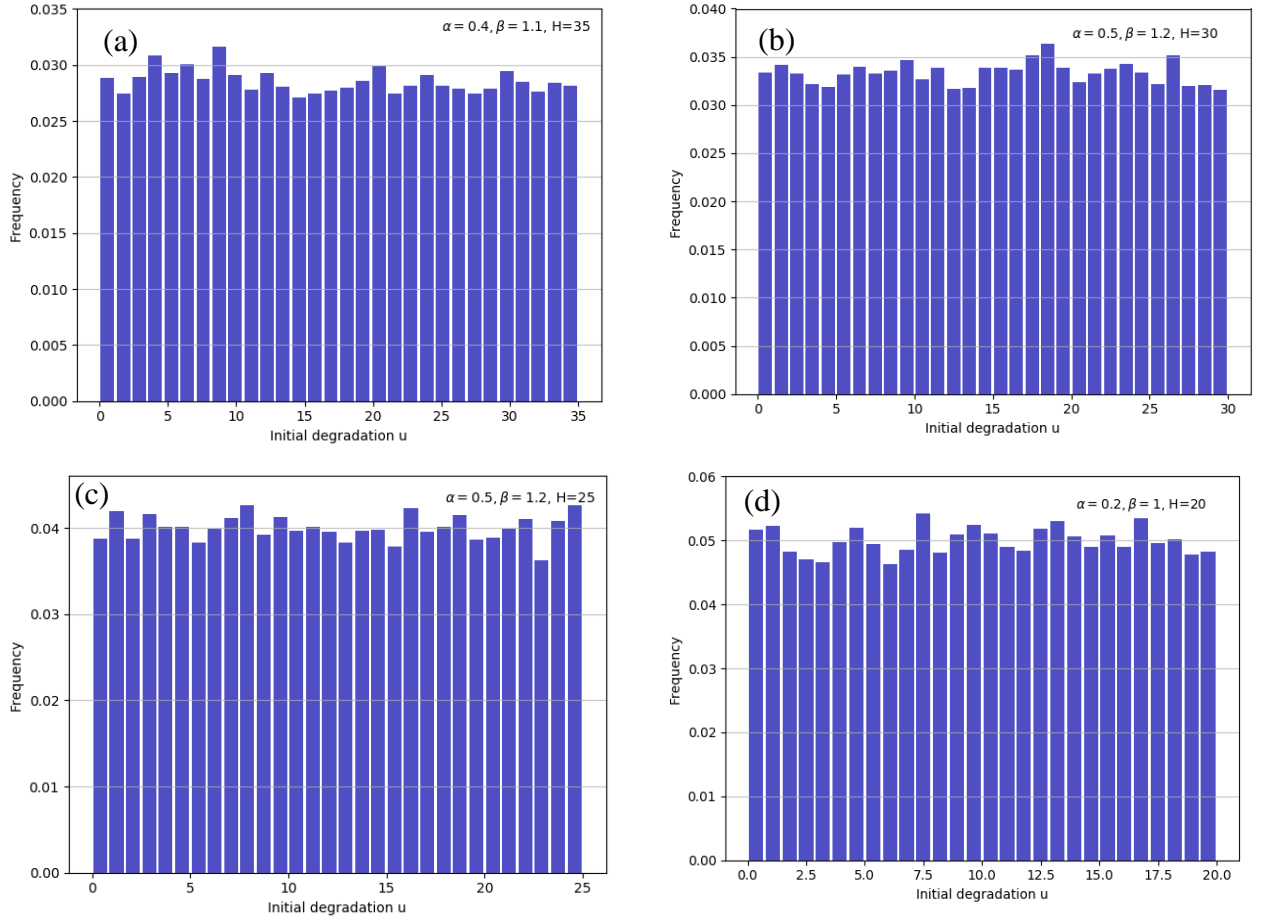 (a)
α = 0.4, β = 1.1, H=35
0.035
0.030
0.025
0.020
0.015
0.010
0.005
0.000
Frequency
0 5 10 15 20 25 30 35
Initial degradation u
(b)
α = 0.5, β = 1.2, H=30
0.040
0.035
0.030
0.025
0.020
0.015
0.010
0.005
0.000
Frequency
0 5 10 15 20 25 30
Initial degradation u
(c)
α = 0.5, β = 1.2, H=25
0.04
0.03
0.02
0.01
0.00
Frequency
0 5 10 15 20 25
Initial degradation u
(d)
α = 0.2, β = 1, H=20
0.06
0.05
0.04
0.03
0.02
0.01
0.00
Frequency
0.0 2.5 5.0 7.5 10.0 12.5 15.0 17.5 20.0
Initial degradation u